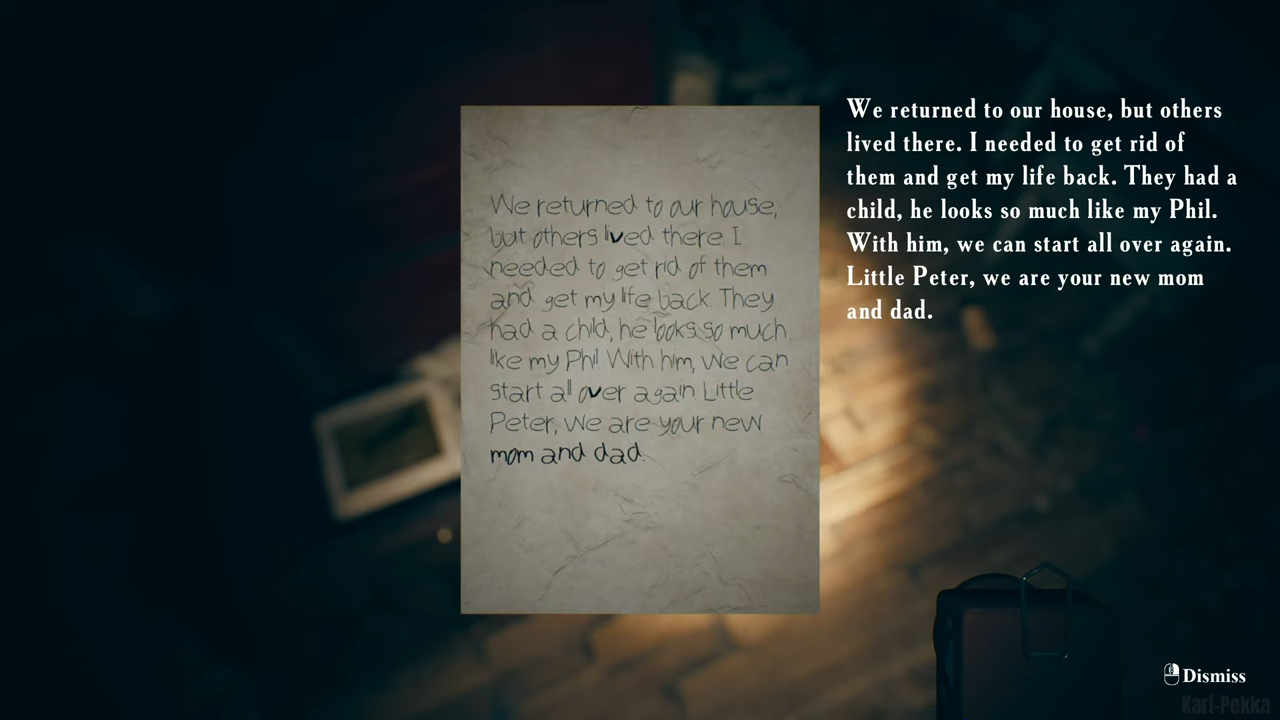 We returned to our house,
but others lived there. I
needed to get rid of them
and get my life back. They
had a child, he looks so much
like my Phil. With him, we can
start all over again. Little
Peter, we are your new
mom and dad.
We returned to our house, but others
lived there. I needed to get rid of
them and get my life back. They had a
child, he looks so much like my Phil.
With him, we can start all over again.
Little Peter, we are your new mom
and dad.
Dismiss
Kari-Pekka